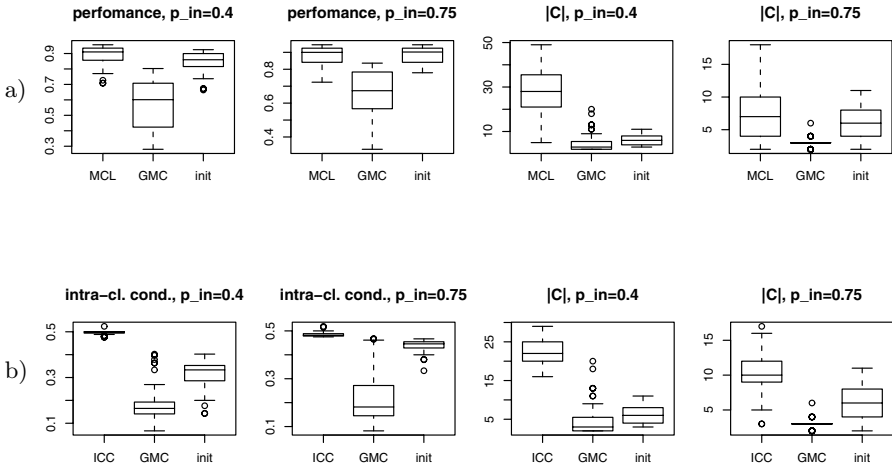 a)
perfomance, p_in=0.4
0.3 0.5 0.7 0.9
MCL GMC init
perfomance, p_in=0.75
0.4 0.6 0.8
MCL GMC init
|C|, p_in=0.4
10 30 50
MCL GMC init
|C|, p_in=0.75
5 10 15
MCL GMC init
b)
intra−cl. cond., p_in=0.4
0.1 0.3 0.5
ICC GMC init
intra−cl. cond., p_in=0.75
0.1 0.3 0.5
ICC GMC init
|C|, p_in=0.4
5 15 25
ICC GMC init
|C|, p_in=0.75
5 10 15
ICC GMC init